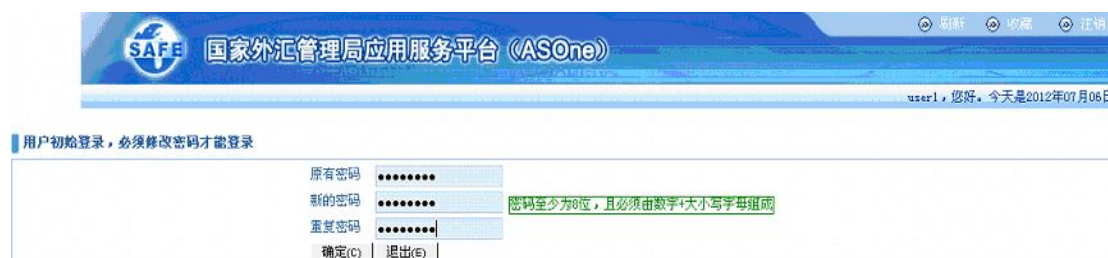 刷新 收藏 注销
SAFE 国家外汇管理局应用服务平台（ASOne）
user1，您好。今天是2012年07月06日
用户初始登录，必须修改密码才能登录
原有密码 ••••••••
新的密码 •••••••• 密码至少为8位，且必须由数字+大小写字母组成
重复密码 ••••••••
确定(C) 退出(E)